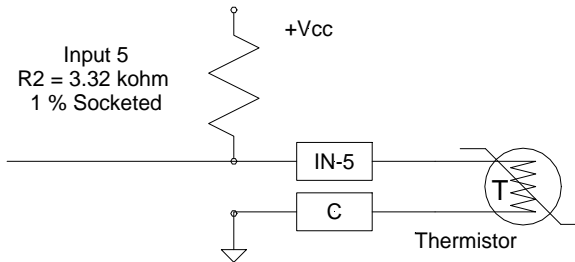 +Vcc
Input 5
R2 = 3.32 kohm
1 % Socketed
IN-5
T
C
Thermistor